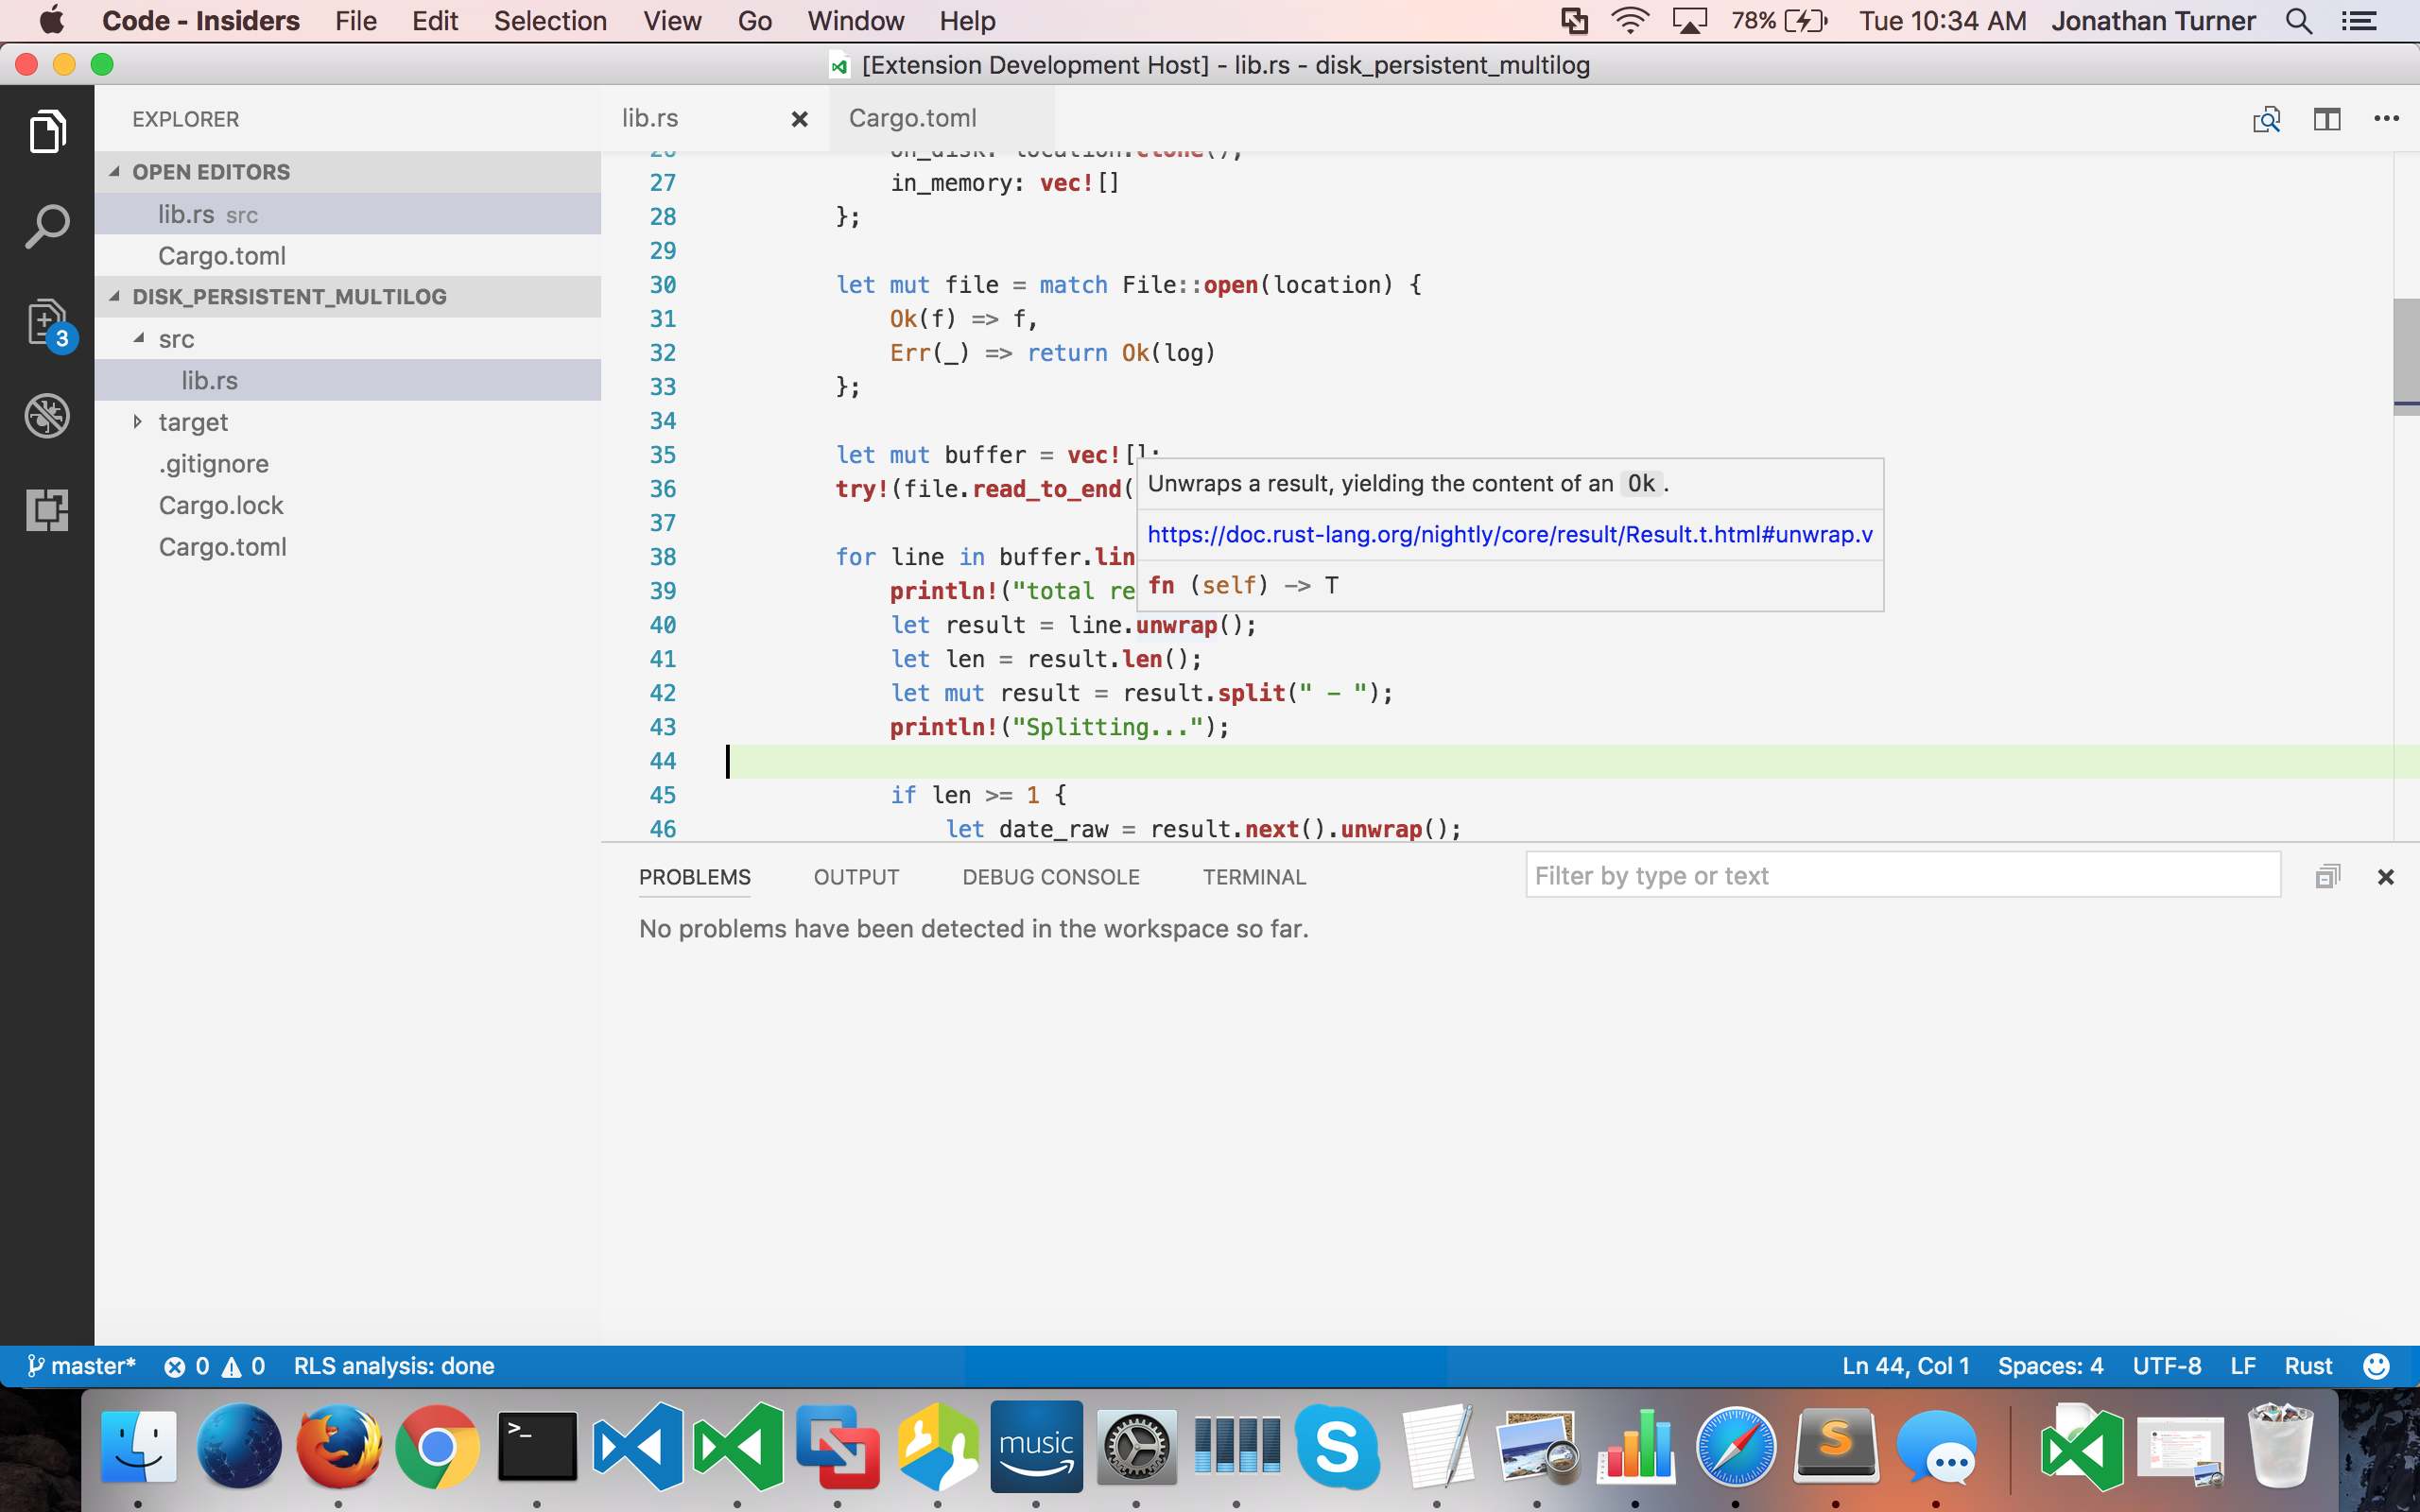 Code - Insiders File Edit Selection View Go Window Help 78% Tue 10:34 AM Jonathan Turner
[Extension Development Host] - lib.rs - disk_persistent_multilog
EXPLORER
OPEN EDITORS
lib.rs src
Cargo.toml
DISK_PERSISTENT_MULTILOG
src
lib.rs
target
.gitignore
Cargo.lock
Cargo.toml
3
lib.rs Cargo.toml
26 on_disk: location.clone(),
27 in_memory: vec![]
28 };
29
30 let mut file = match File::open(location) {
31 Ok(f) => f,
32 Err(_) => return Ok(log)
33 };
34
35 let mut buffer = vec![];
36 try!(file.read_to_end(
37
38 for line in buffer.lin
39 println!("total re
40 let result = line.unwrap();
41 let len = result.len();
42 let mut result = result.split(" - ");
43 println!("Splitting...");
44
45 if len >= 1 {
46 let date_raw = result.next().unwrap();
Unwraps a result, yielding the content of an Ok.
https://doc.rust-lang.org/nightly/core/result/Result.t.html#unwrap.v
fn (self) -> T
PROBLEMS OUTPUT DEBUG CONSOLE TERMINAL Filter by type or text
No problems have been detected in the workspace so far.
master* 0 0 RLS analysis: done Ln 44, Col 1 Spaces: 4 UTF-8 LF Rust
>_
music
S
S